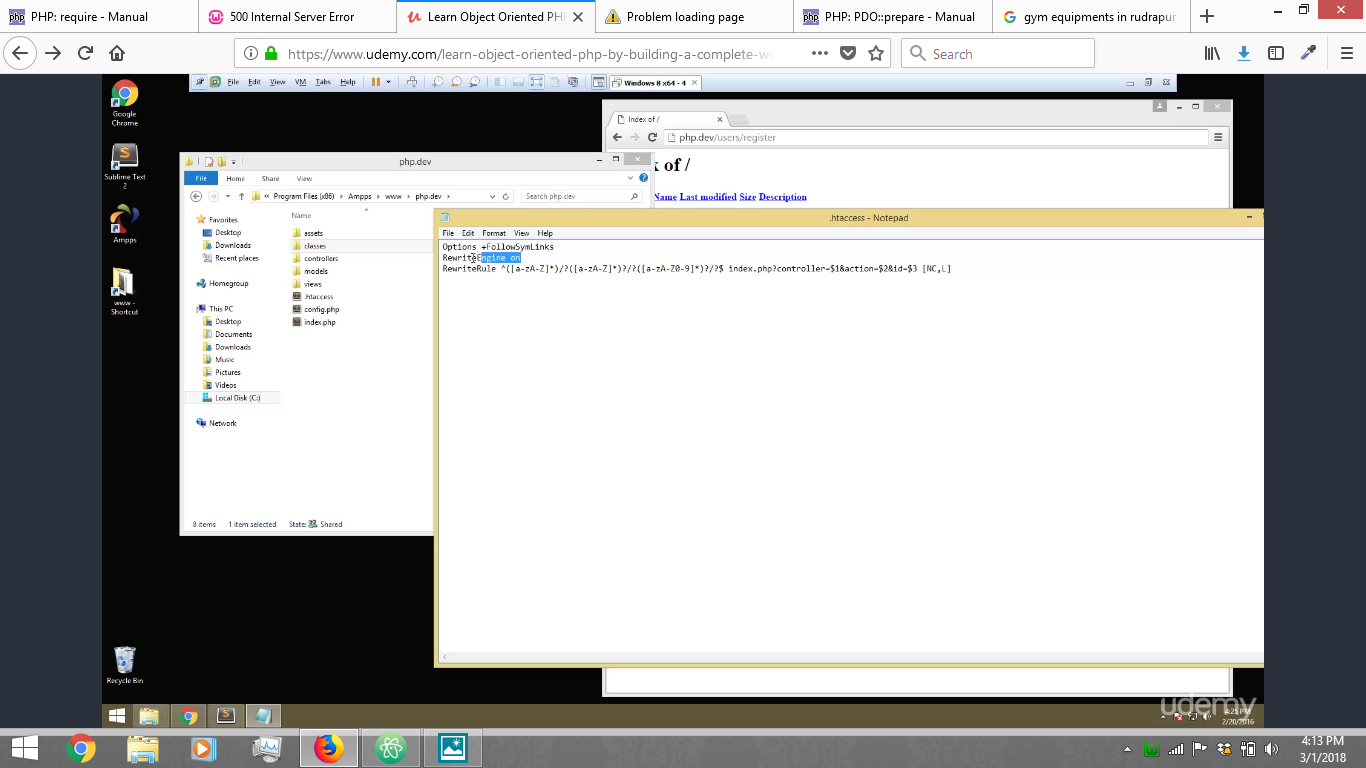 PHP: require - Manual
500 Internal Server Error
Learn Object Oriented PH
Problem loading page
PHP: PDO::prepare - Manual
gym equipments in rudrapur
https://www.udemy.com/learn-object-oriented-php-by-building-a-complete-we
Search
Google Chrome
Sublime Text 2
Ampps
www - Shortcut
Recycle Bin
File Edit View VM Tabs Help
Windows 8 x64 - 4
Index of /
php.dev/users/register
x of /
Name Last modified Size Description
php.dev
File Home Share View
« Program Files (x86) Ampps www php.dev
Search php.dev
Favorites
Desktop
Downloads
Recent places
Homegroup
This PC
Desktop
Documents
Downloads
Music
Pictures
Videos
Local Disk (C:)
Network
Name
assets
classes
controllers
models
views
.htaccess
config.php
index.php
8 items 1 item selected State: Shared
.htaccess - Notepad
File Edit Format View Help
Options +FollowSymLinks
RewriteEngine on
RewriteRule ^([a-zA-Z]*)/?([a-zA-Z]*)?/?([a-zA-Z0-9]*)?/?$ index.php?controller=$1&action=$2&id=$3 [NC,L]
udemy
4:25 PM
2/20/2016
4:13 PM
3/1/2018